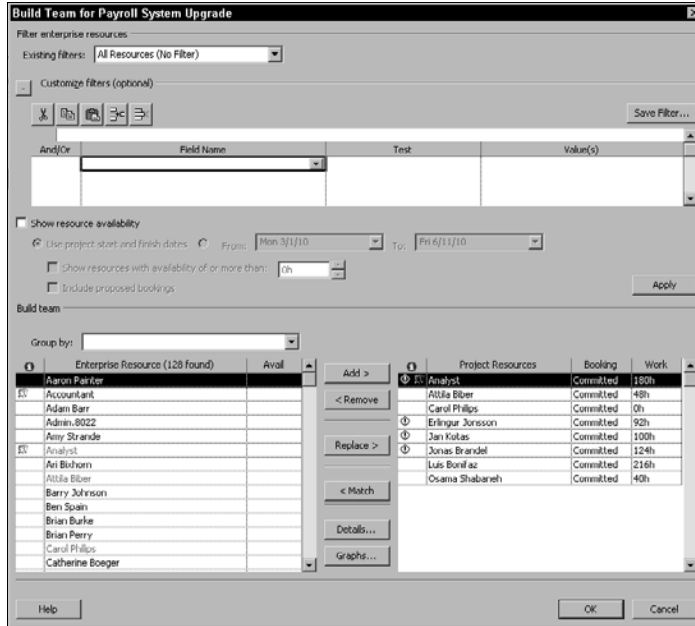 Build Team for Payroll System Upgrade
Filter enterprise resources
Existing filters: All Resources (No Filter)
Customize filters (optional)
Save Filter...
And/Or Field Name Test Value(s)
Show resource availability
Use project start and finish dates From: Mon 3/1/10 To: Fri 6/11/10
Show resources with availability of or more than: 0h
Include proposed bookings
Apply
Build team
Group by:
Enterprise Resource (128 found) Avail
Aaron Painter
Accountant
Adam Barr
Admin.8022
Amy Strande
Analyst
Ari Bixhorn
Attila Biber
Barry Johnson
Ben Spain
Brian Burke
Brian Perry
Carol Philips
Catherine Boeger
Add >
< Remove
Replace >
< Match
Details...
Graphs...
Project Resources Booking Work
Analyst Committed 180h
Attila Biber Committed 48h
Carol Philips Committed 0h
Erlingur Jonsson Committed 92h
Jan Kotas Committed 100h
Jonas Brandel Committed 124h
Luis Bonifaz Committed 216h
Osama Shabaneh Committed 40h
Help OK Cancel